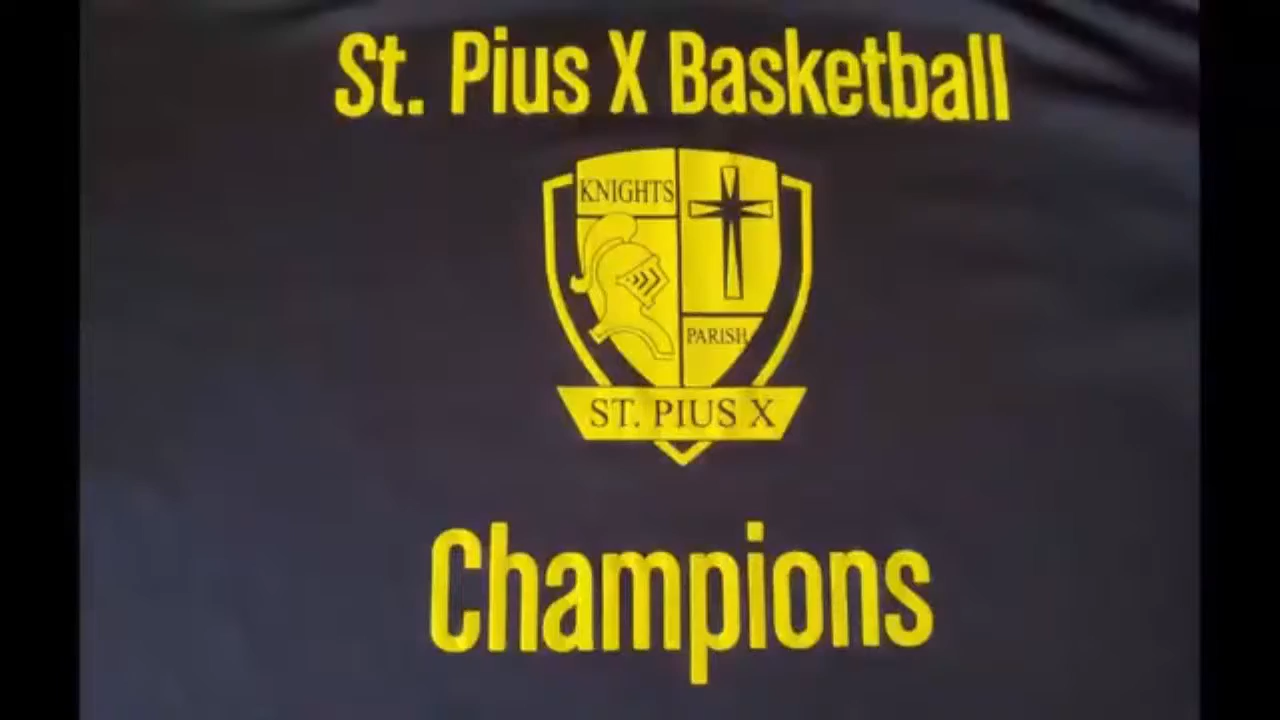 St. Pius X Basketball
KNIGHTS
PARISH
ST. PIUS X
Champions